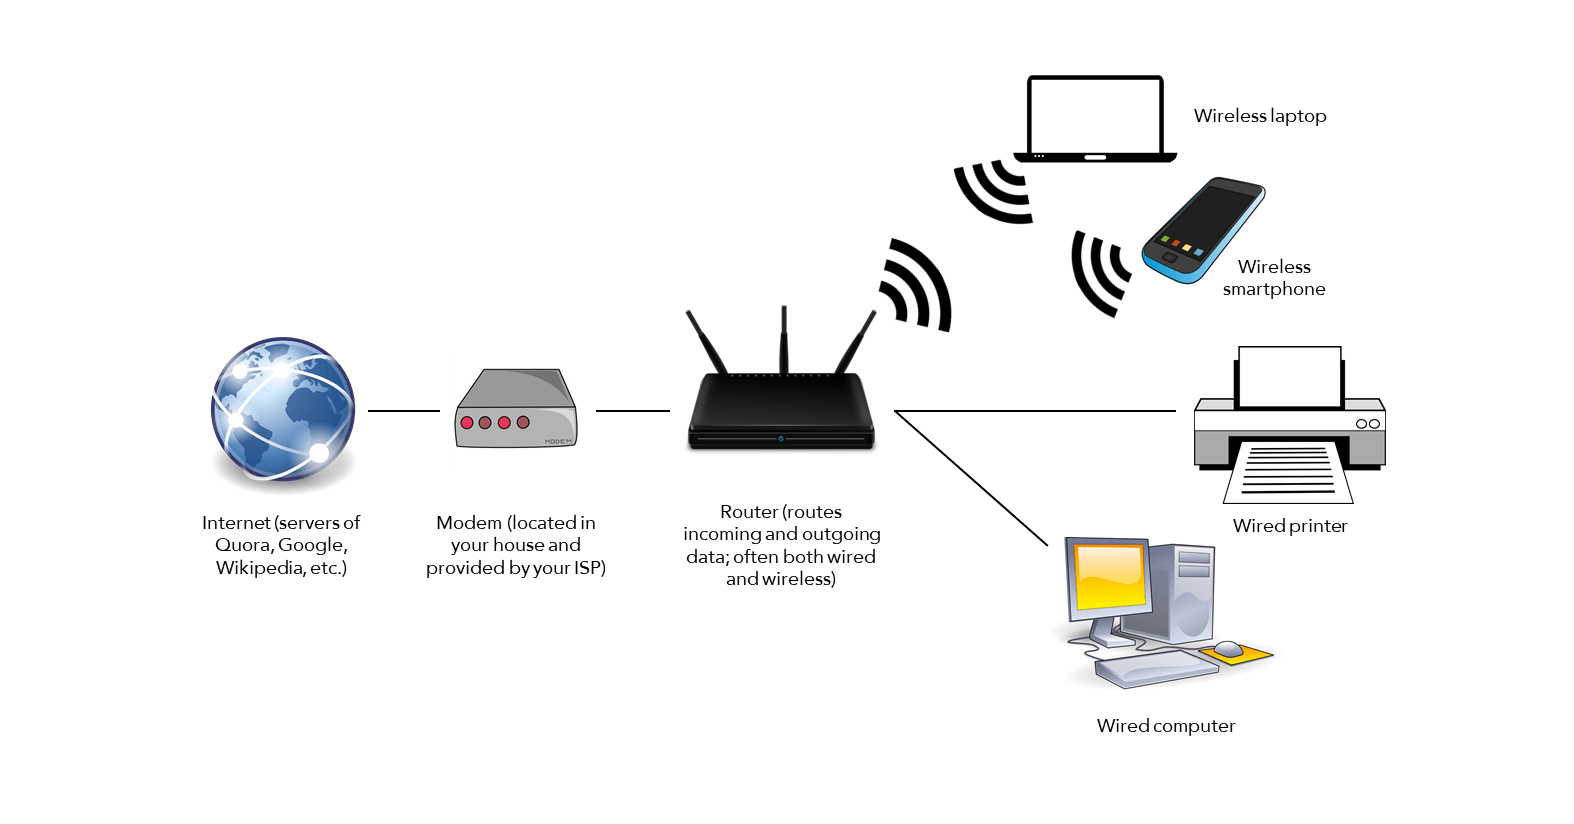 Wireless laptop
Wireless
smartphone
MODEM
Internet (servers of
Quora, Google,
Wikipedia, etc.)
Modem (located in
your house and
provided by your ISP)
Router (routes
incoming and outgoing
data; often both wired
and wireless)
Wired printer
Wired computer